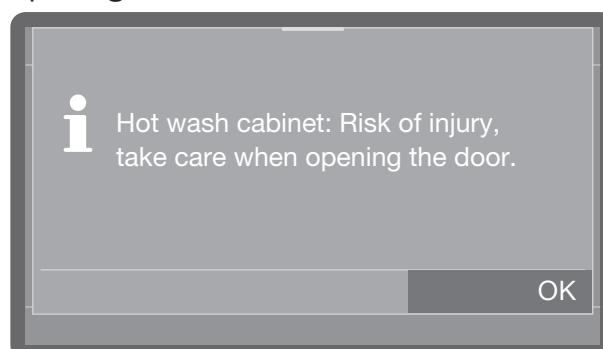 Hot wash cabinet: Risk of injury,
take care when opening the door.
OK